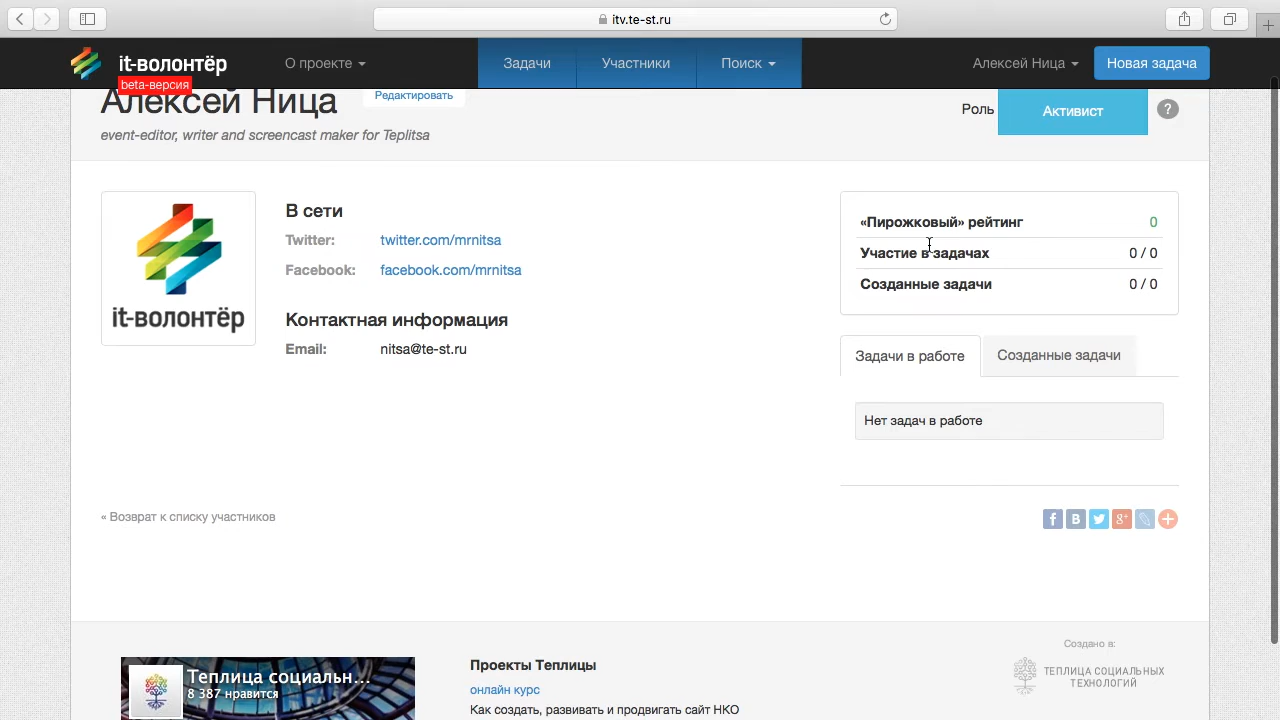 itv.te-st.ru
it-волонтёр
beta-версия
О проекте
Задачи
Участники
Поиск
Алексей Ница
Новая задача
Алексей Ница
Редактировать
event-editor, writer and screencast maker for Teplitsa
Роль
Активист
?
it-волонтёр
В сети
Twitter: twitter.com/mrnitsa
Facebook: facebook.com/mrnitsa
Контактная информация
Email: nitsa@te-st.ru
«Пирожковый» рейтинг 0
Участие в задачах 0 / 0
Созданные задачи 0 / 0
Задачи в работе
Созданные задачи
Нет задач в работе
« Возврат к списку участников
Теплица социальн...
8 387 нравится
Проекты Теплицы
онлайн курс
Как создать, развивать и продвигать сайт НКО
Создано в:
ТЕПЛИЦА СОЦИАЛЬНЫХ
ТЕХНОЛОГИЙ